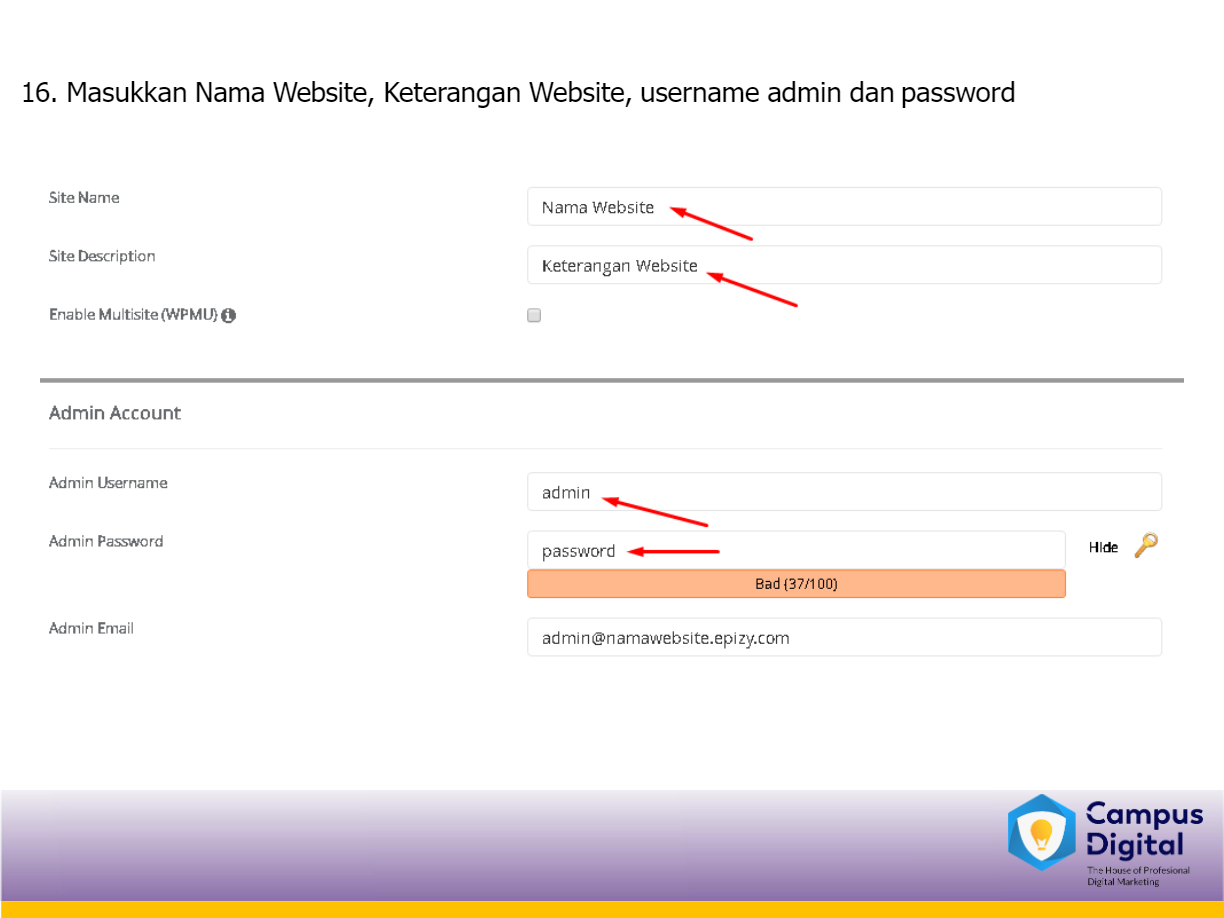 16. Masukkan Nama Website, Keterangan Website, username admin dan password
Site Name
Nama Website
Site Description
Keterangan Website
Enable Multisite (WPMU)
Admin Account
Admin Username
admin
Admin Password
password
Hide
Bad (37/100)
Admin Email
admin@namawebsite.epizy.com
Campus
Digital
The House of Profesional
Digital Marketing